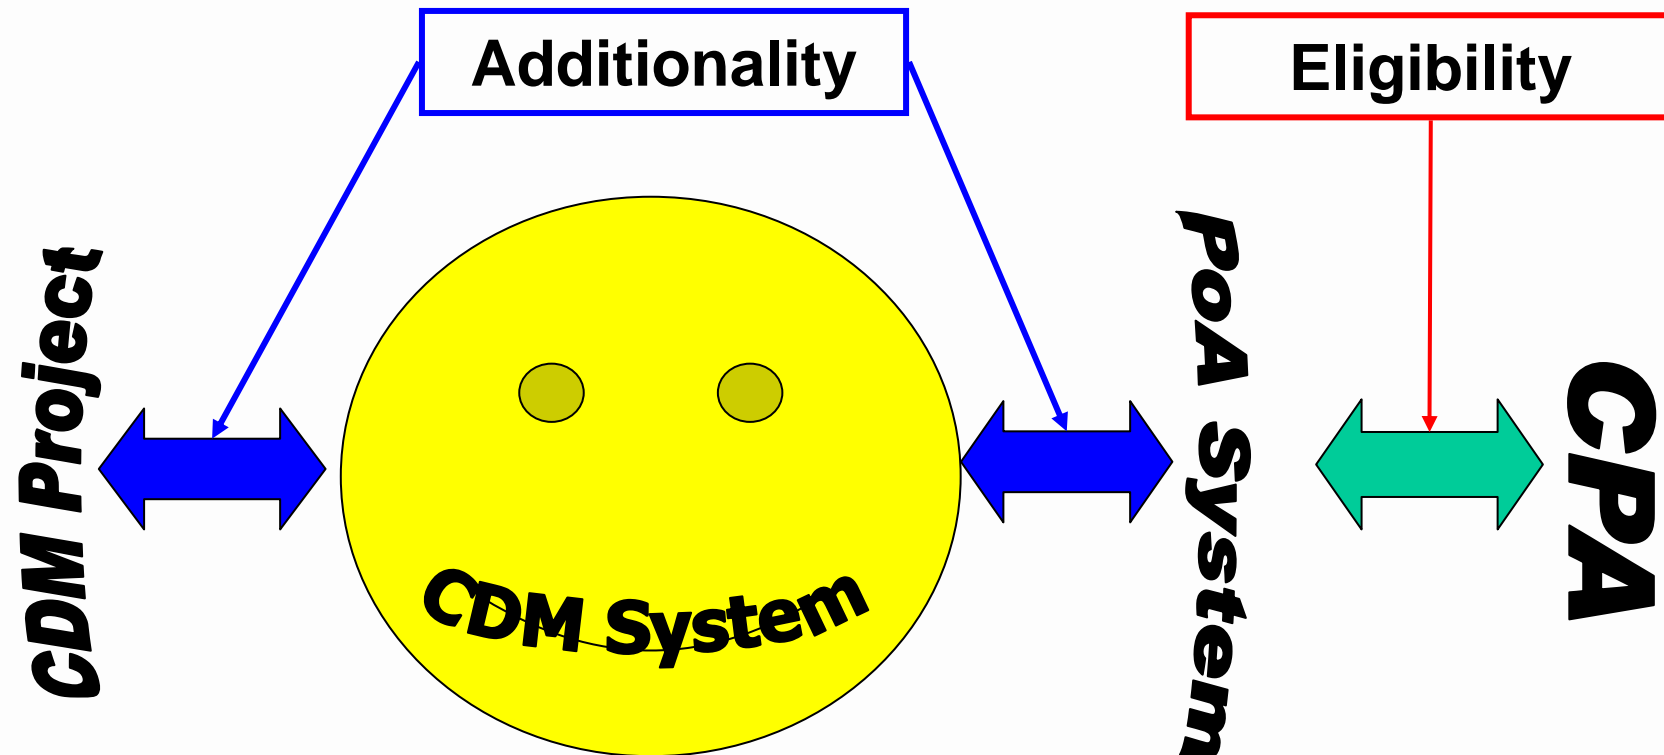 Additionality
Eligibility
CDM Project
CDM System
PoA System
CPA